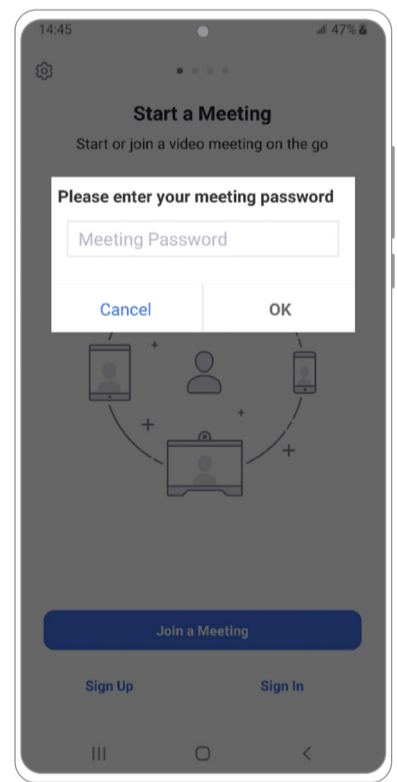 14:45
47%
Start a Meeting
Start or join a video meeting on the go
Please enter your meeting password
Meeting Password
Cancel
OK
Join a Meeting
Sign Up
Sign In